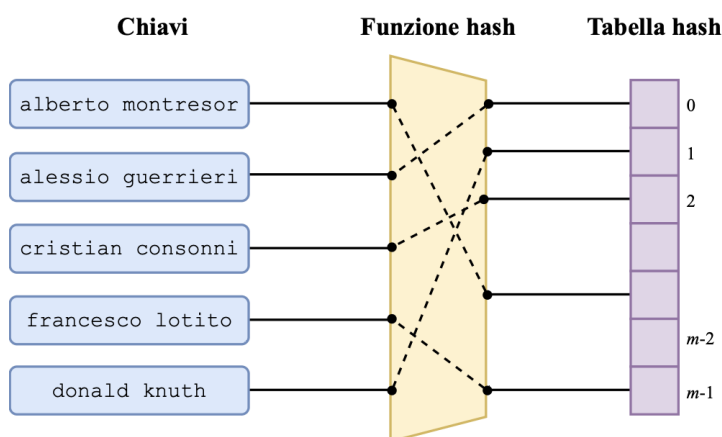 Chiavi
Funzione hash
Tabella hash
alberto montresor
0
1
alessio guerrieri
2
cristian consonni
francesco lotito
m-2
donald knuth
m-1